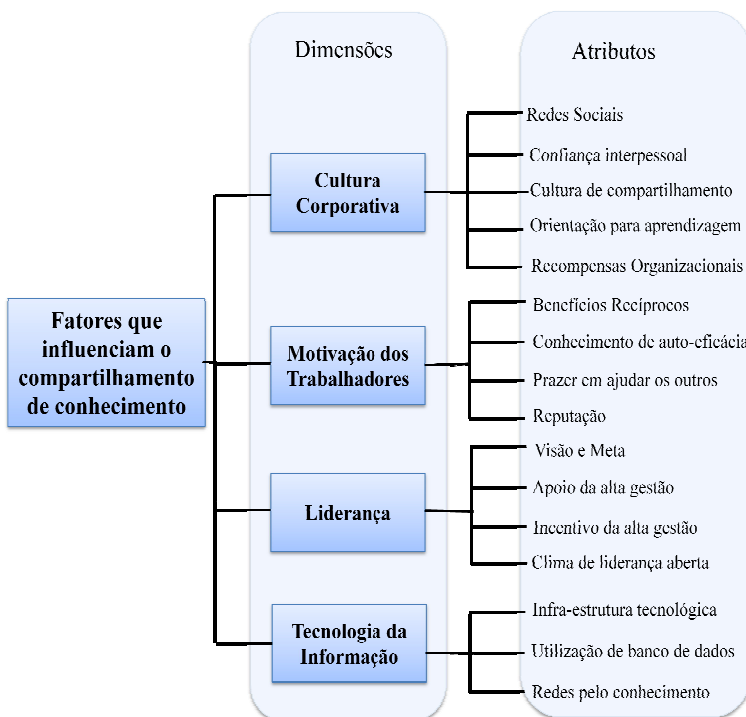 Dimensões
Atributos
Fatores que
influenciam o
compartilhamento
de conhecimento
Cultura
Corporativa
Redes Sociais
Confiança interpessoal
Cultura de compartilhamento
Orientação para aprendizagem
Recompensas Organizacionais
Motivação dos
Trabalhadores
Benefícios Recíprocos
Conhecimento de auto-eficácia
Prazer em ajudar os outros
Reputação
Liderança
Visão e Meta
Apoio da alta gestão
Incentivo da alta gestão
Clima de liderança aberta
Tecnologia da
Informação
Infra-estrutura tecnológica
Utilização de banco de dados
Redes pelo conhecimento